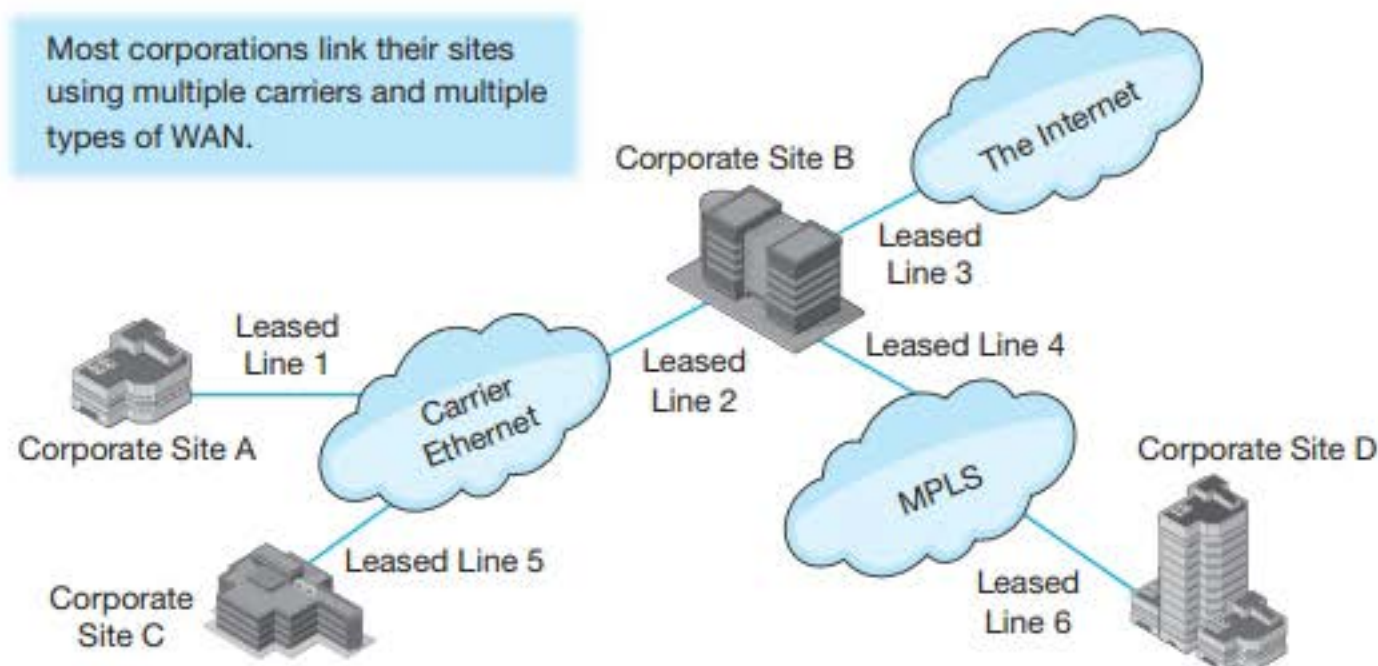 Most corporations link their sites
using multiple carriers and multiple
types of WAN.
The Internet
Corporate Site B
Leased
Line 3
Leased
Line 1
Leased Line 4
Leased
Line 2
Carrier
Ethernet
Corporate Site A
Corporate Site D
MPLS
Leased Line 5
Leased
Line 6
Corporate
Site C